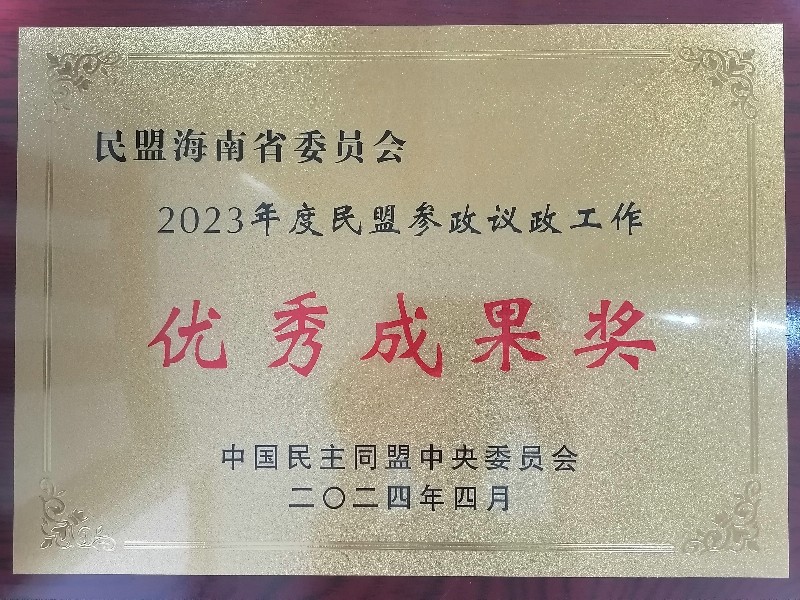 民盟海南省委员会
2023年度民盟参政议政工作
优秀成果奖
中国民主同盟中央委员会
二〇二四年四月